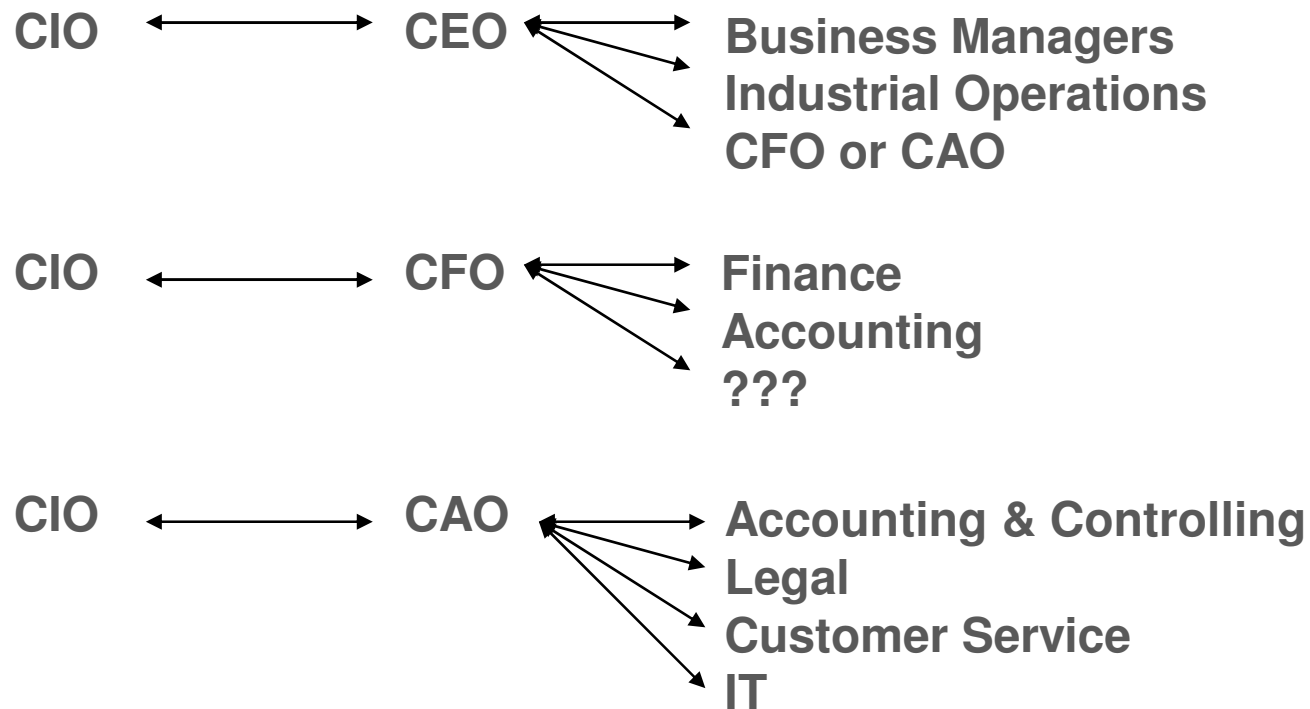 CIO CEO Business Managers
Industrial Operations
CFO or CAO
CIO CFO Finance
Accounting
???
CIO CAO Accounting & Controlling
Legal
Customer Service
IT